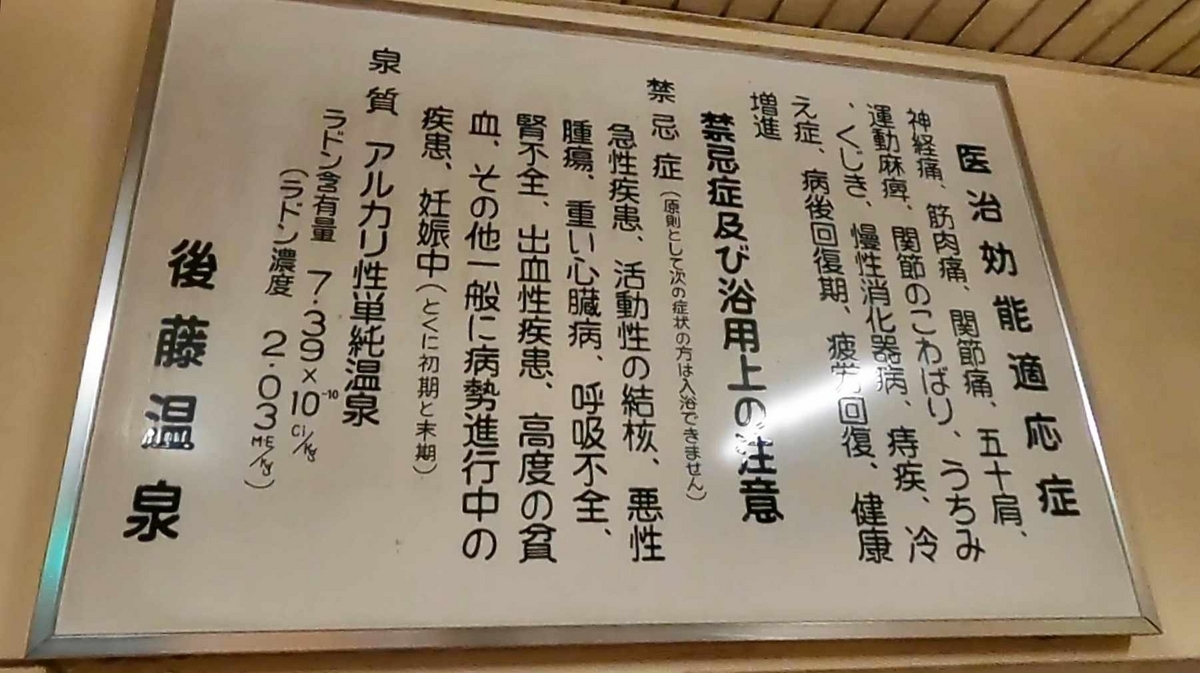 医治効能適応症
神経痛、筋肉痛、関節痛、五十肩、
運動麻痺、関節のこわばり、うちみ
、くじき、慢性消化器病、痔疾、冷
え症、病後回復期、疲労回復、健康
増進
禁忌症及び浴用上の注意
禁忌症(原則として次の症状の方は入浴できません)
急性疾患、活動性の結核、悪性
腫瘍、重い心臓病、呼吸不全、
腎不全、出血性疾患、高度の貧
血、その他一般に病勢進行中の
疾患、妊娠中(とくに初期と末期)
泉質 アルカリ性単純温泉
ラドン含有量 7.39×10⁻¹⁰ Ci/kg
(ラドン濃度 2.03 M・E/kg)
後藤温泉